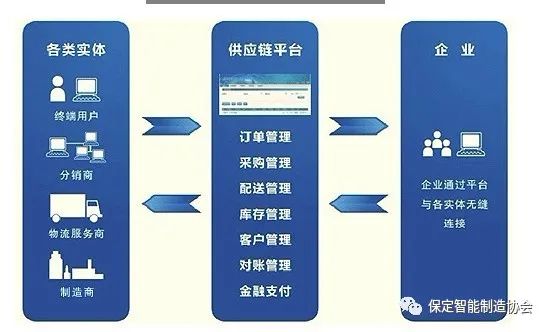 各类实体
终端用户
分销商
物流服务商
制造商
供应链平台
订单管理
采购管理
配送管理
库存管理
客户管理
对账管理
金融支付
企业
企业通过平台
与各实体无缝
连接
保定智能制造协会